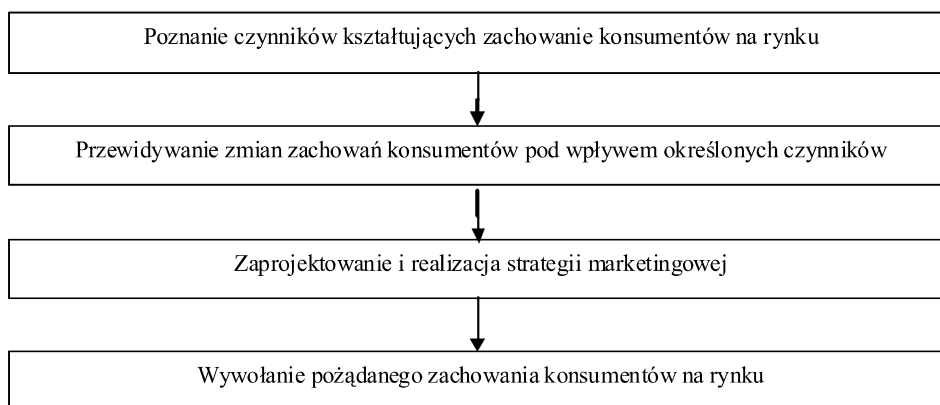 Poznanie czynników kształtujących zachowanie konsumentów na rynku
Przewidywanie zmian zachowań konsumentów pod wpływem określonych czynników
Zaprojektowanie i realizacja strategii marketingowej
Wywołanie pożądanego zachowania konsumentów na rynku